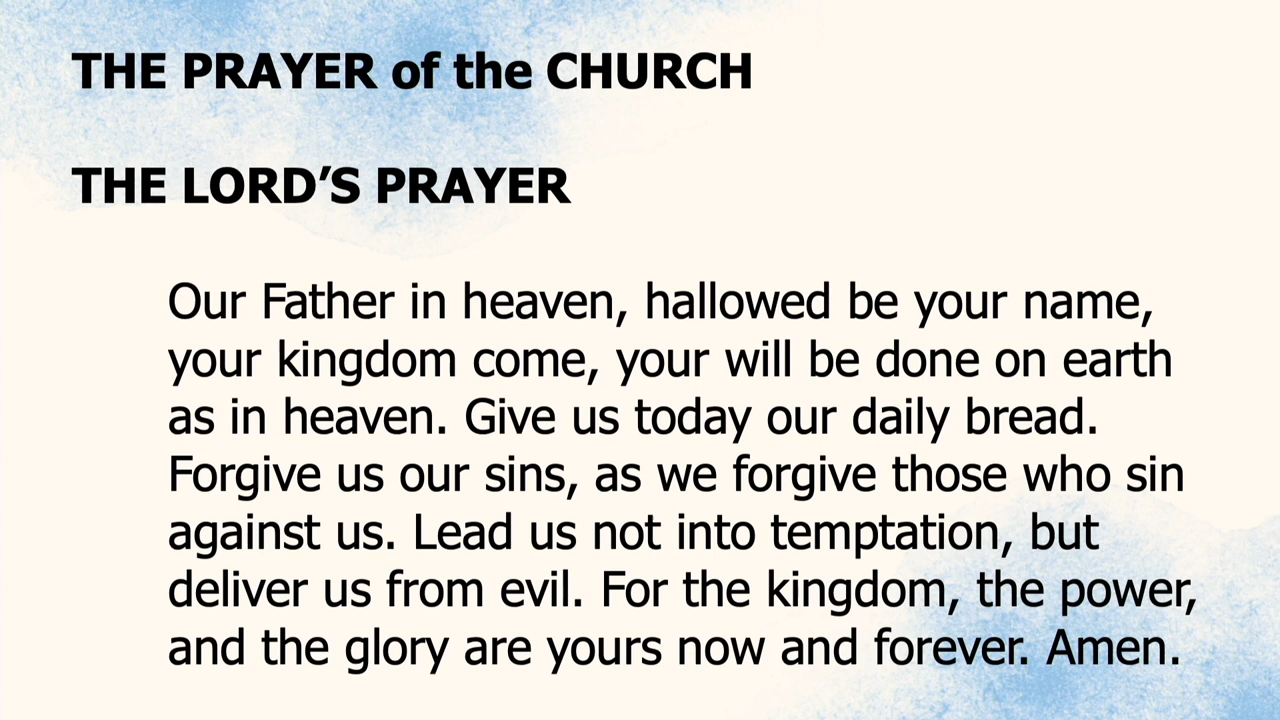 THE PRAYER of the CHURCH
THE LORD’S PRAYER
Our Father in heaven, hallowed be your name,
your kingdom come, your will be done on earth
as in heaven. Give us today our daily bread.
Forgive us our sins, as we forgive those who sin
against us. Lead us not into temptation, but
deliver us from evil. For the kingdom, the power,
and the glory are yours now and forever. Amen.